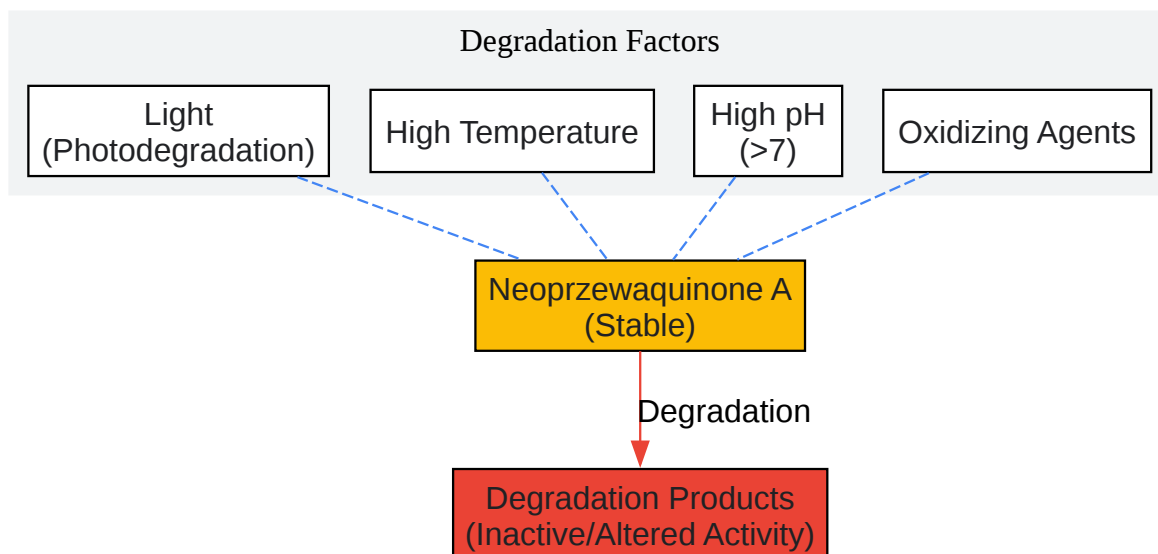 Degradation Factors
Light
(Photodegradation)
High Temperature
High pH
(>7)
Oxidizing Agents
Neoprzewaquinone A
(Stable)
Degradation
Degradation Products
(Inactive/Altered Activity)